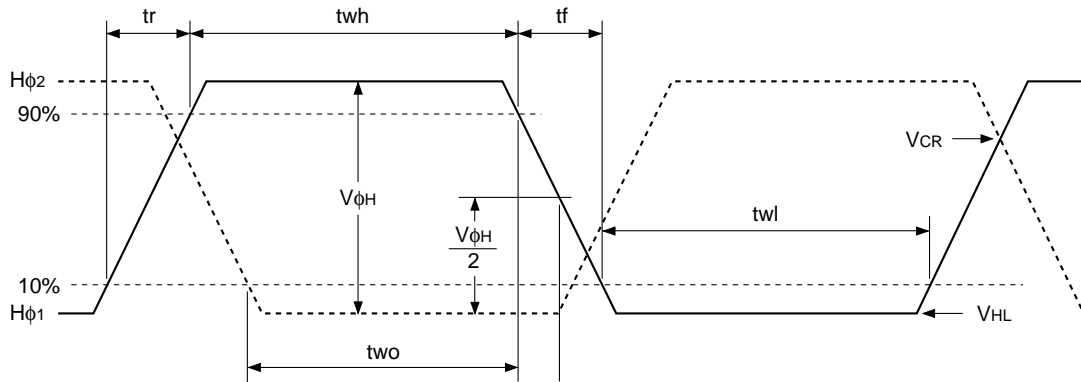 tr twh tf
Hϕ2
90%
VCR
VϕH
twl
VϕH
2
10%
Hϕ1
VHL
two